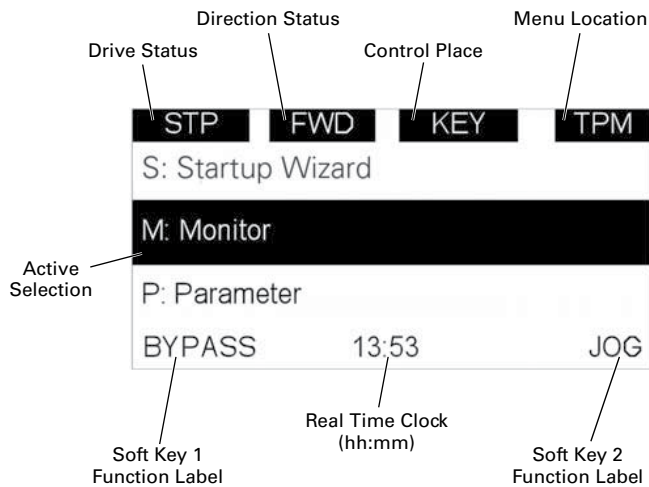 Direction Status
Menu Location
Drive Status
Control Place
STP FWD KEY TPM
S: Startup Wizard
M: Monitor
Active
Selection
P: Parameter
BYPASS 13:53 JOG
Real Time Clock
(hh:mm)
Soft Key 1
Function Label
Soft Key 2
Function Label